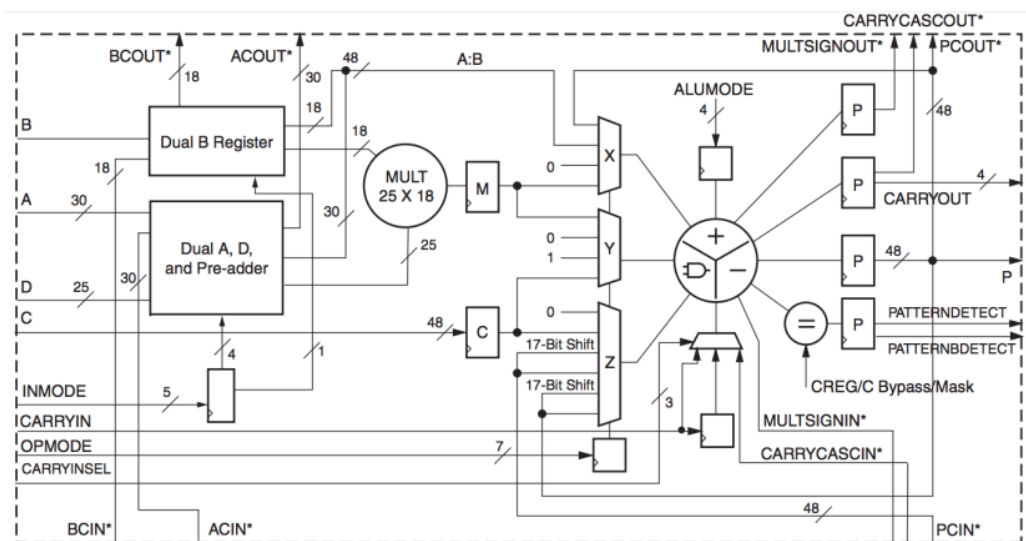 CARRYCASCOUT*
BCOUT* ACOUT* MULTSIGNOUT* PCOUT*
48 A:B
18 30
ALUMODE
18 4 P 48
B
Dual B Register 18 X
18 0
MULT
25 X 18 M P 4
A CARRYOUT
30 30 0 +
Dual A, D,
and Pre-adder 1 Y − P 48
25 P
30
D
25 0 = P PATTERNDETECT
C
48 C PATTERNBDETECT
17-Bit Shift Z
4 1 17-Bit Shift CREG/C Bypass/Mask
INMODE
5 3
CARRYIN MULTSIGNIN*
OPMODE
7 CARRYCASCIN*
CARRYINSEL
48
BCIN* ACIN* PCIN*